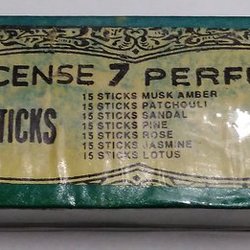 CENSE 7 PERF
STICKS
15 STICKS MUSK AMBER
15 STICKS PATCHOULI
15 STICKS SANDAL
15 STICKS PINE
15 STICKS ROSE
15 STICKS JASMINE
15 STICKS LOTUS